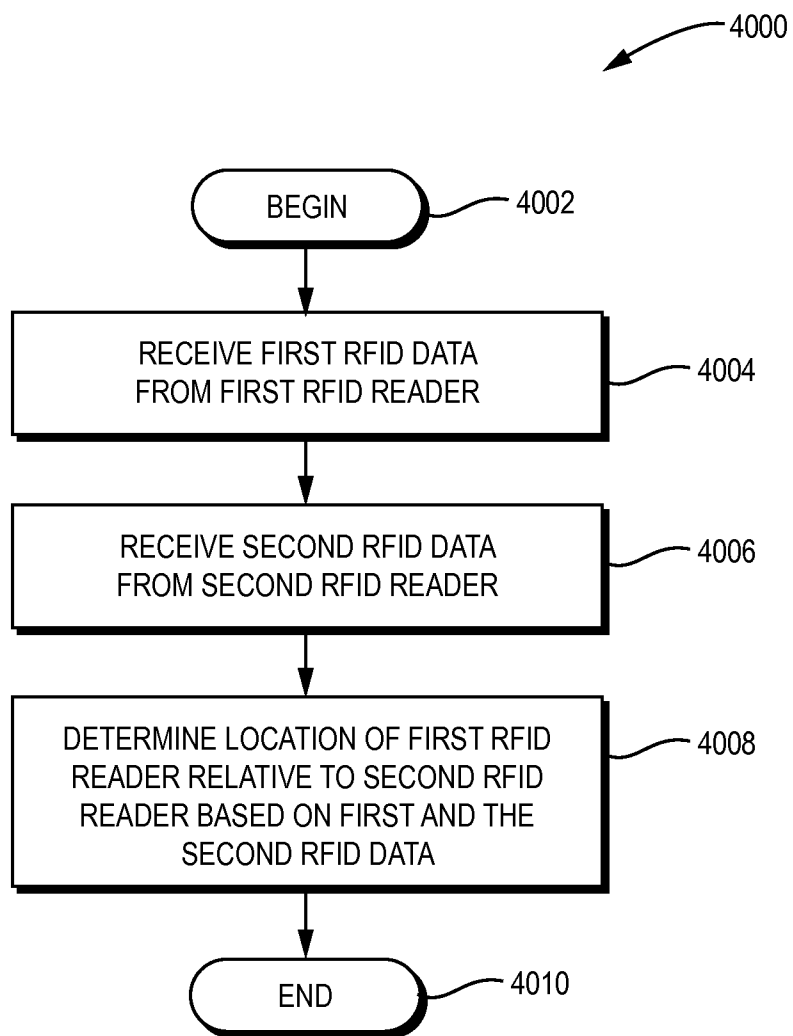 4000
BEGIN
4002
RECEIVE FIRST RFID DATA
FROM FIRST RFID READER
4004
RECEIVE SECOND RFID DATA
FROM SECOND RFID READER
4006
DETERMINE LOCATION OF FIRST RFID
READER RELATIVE TO SECOND RFID
READER BASED ON FIRST AND THE
SECOND RFID DATA
4008
END
4010